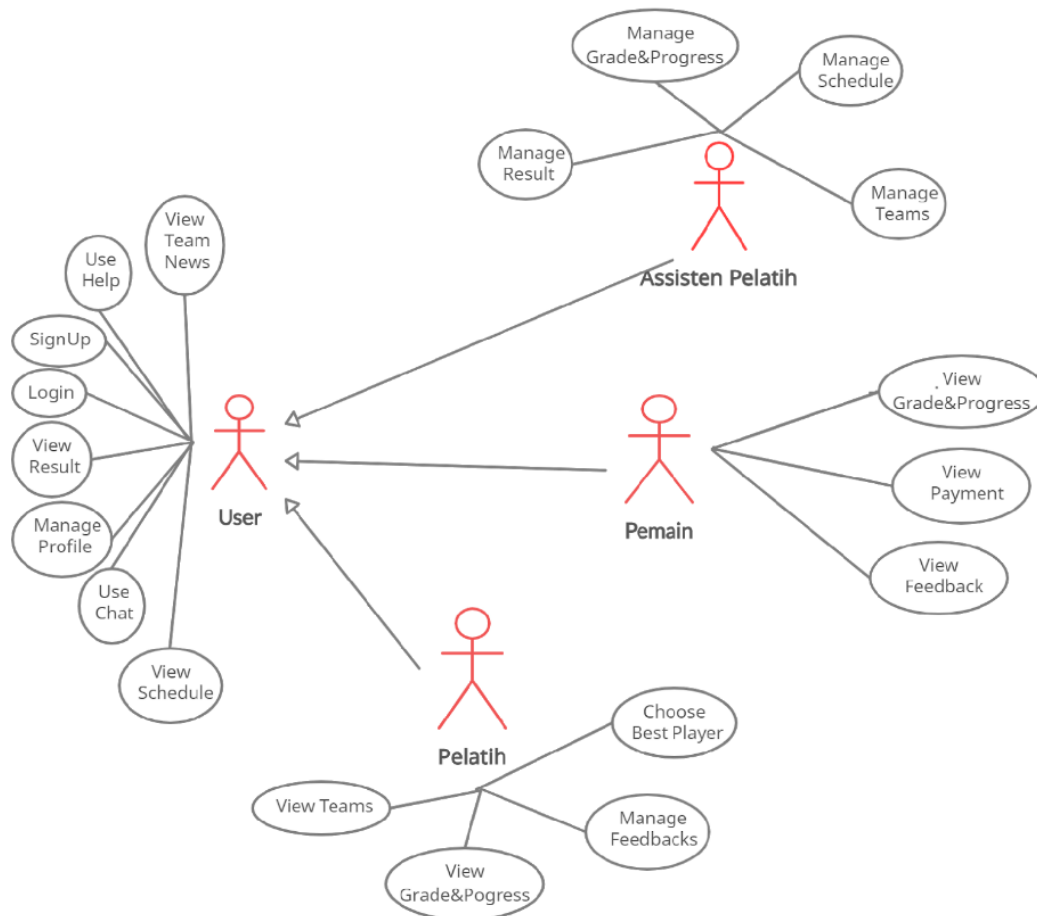 Manage
Grade&Progress
Manage
Schedule
Manage
Result
Manage
Teams
Assisten Pelatih
View
Team
News
Use
Help
SignUp
Login
View
Result
Manage
Profile
Use
Chat
View
Schedule
User
Pemain
View
Grade&Progress
View
Payment
View
Feedback
Pelatih
Choose
Best Player
View Teams
Manage
Feedbacks
View
Grade&Pogress